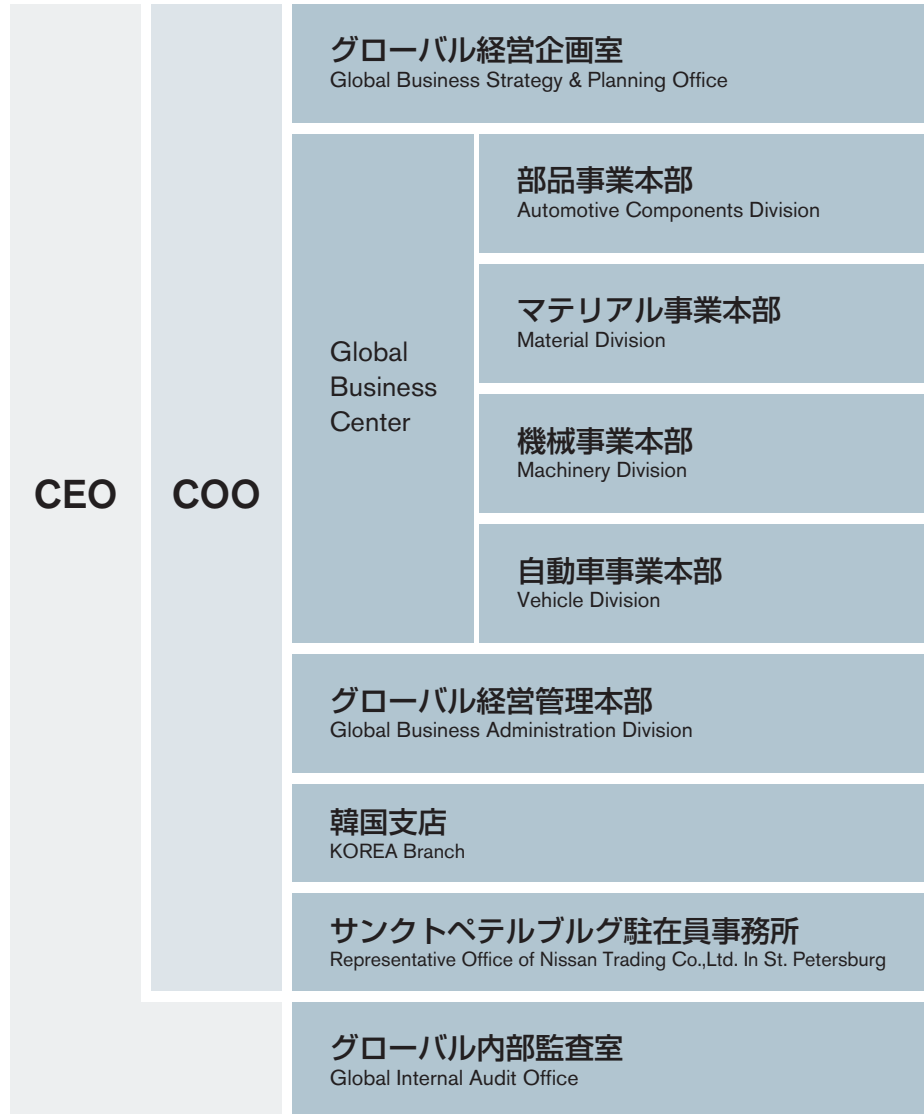 CEO
COO
グローバル経営企画室
Global Business Strategy & Planning Office
Global
Business
Center
部品事業本部
Automotive Components Division
マテリアル事業本部
Material Division
機械事業本部
Machinery Division
自動車事業本部
Vehicle Division
グローバル経営管理本部
Global Business Administration Division
韓国支店
KOREA Branch
サンクトペテルブルグ駐在員事務所
Representative Office of Nissan Trading Co.,Ltd. In St. Petersburg
グローバル内部監査室
Global Internal Audit Office